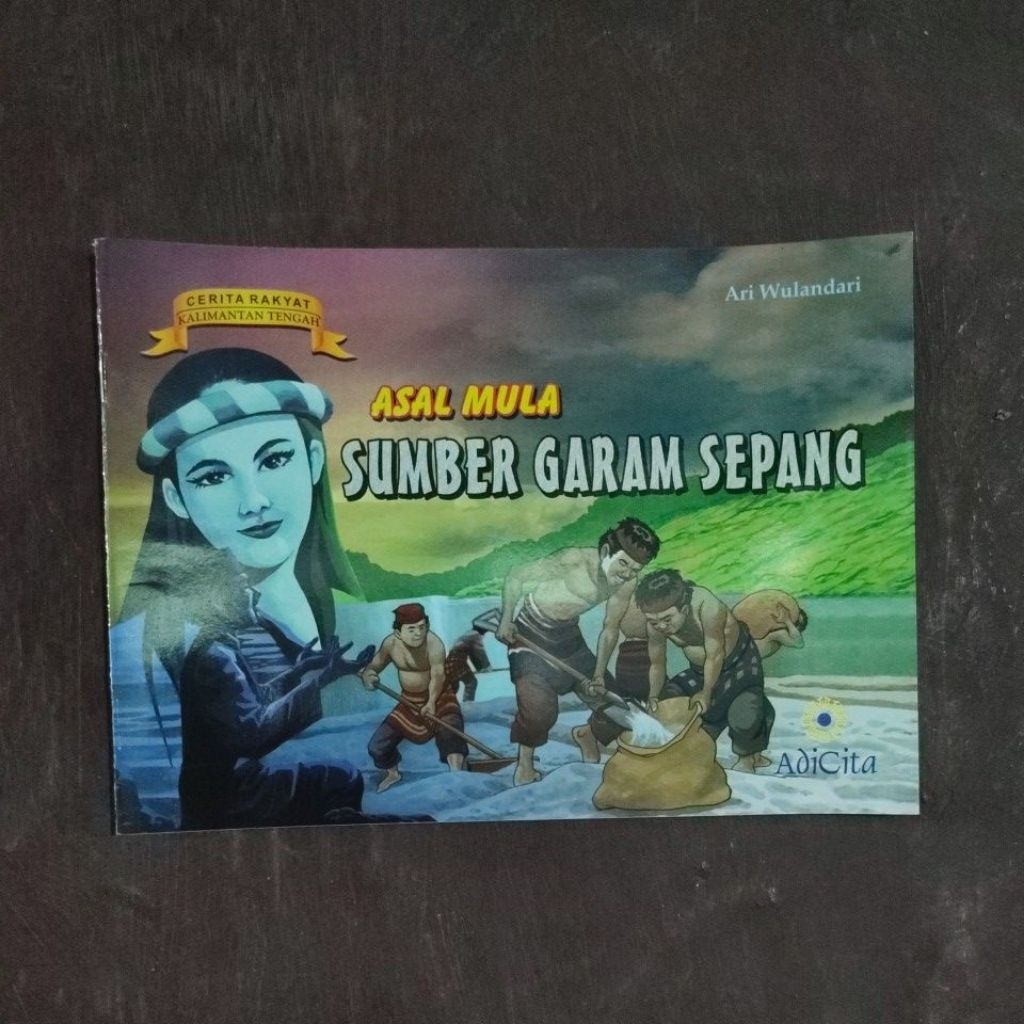 CERITA RAKYAT
KALIMANTAN TENGAH
Ari Wulandari
ASAL MULA
SUMBER GARAM SEPANG
AdiCita